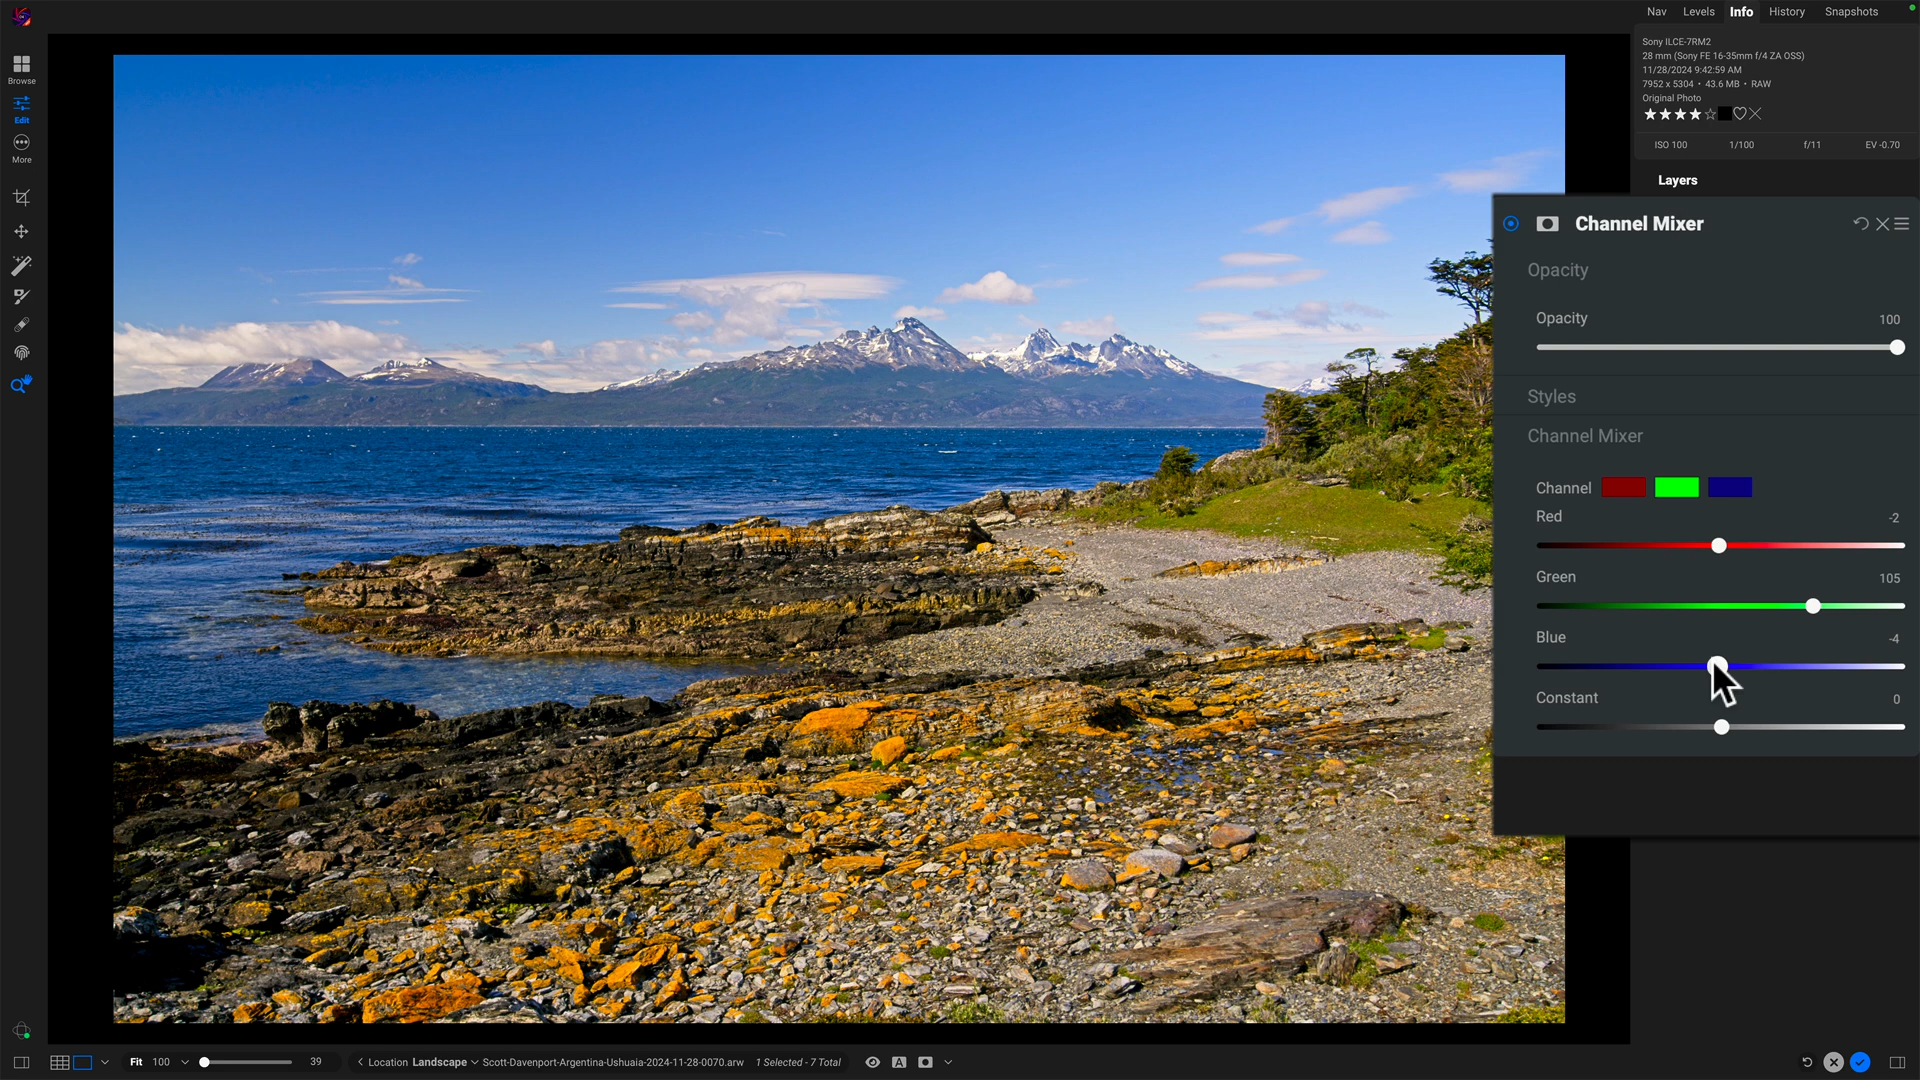 Nav Levels Info History Snapshots
Sony ILCE-7RM2
28 mm (Sony FE 16-35mm f/4 ZA OSS)
11/28/2024 9:42:59 AM
7952 x 5304 • 43.6 MB • RAW
Original Photo
ISO 100 1/100 f/11 EV -0.70
Layers
Browse
Edit
More
Channel Mixer
Opacity
Opacity 100
Styles
Channel Mixer
Channel
Red -2
Green 105
Blue -4
Constant 0
Fit 100 39 Location Landscape Scott-Davenport-Argentina-Ushuaia-2024-11-28-0070.arw 1 Selected - 7 Total A